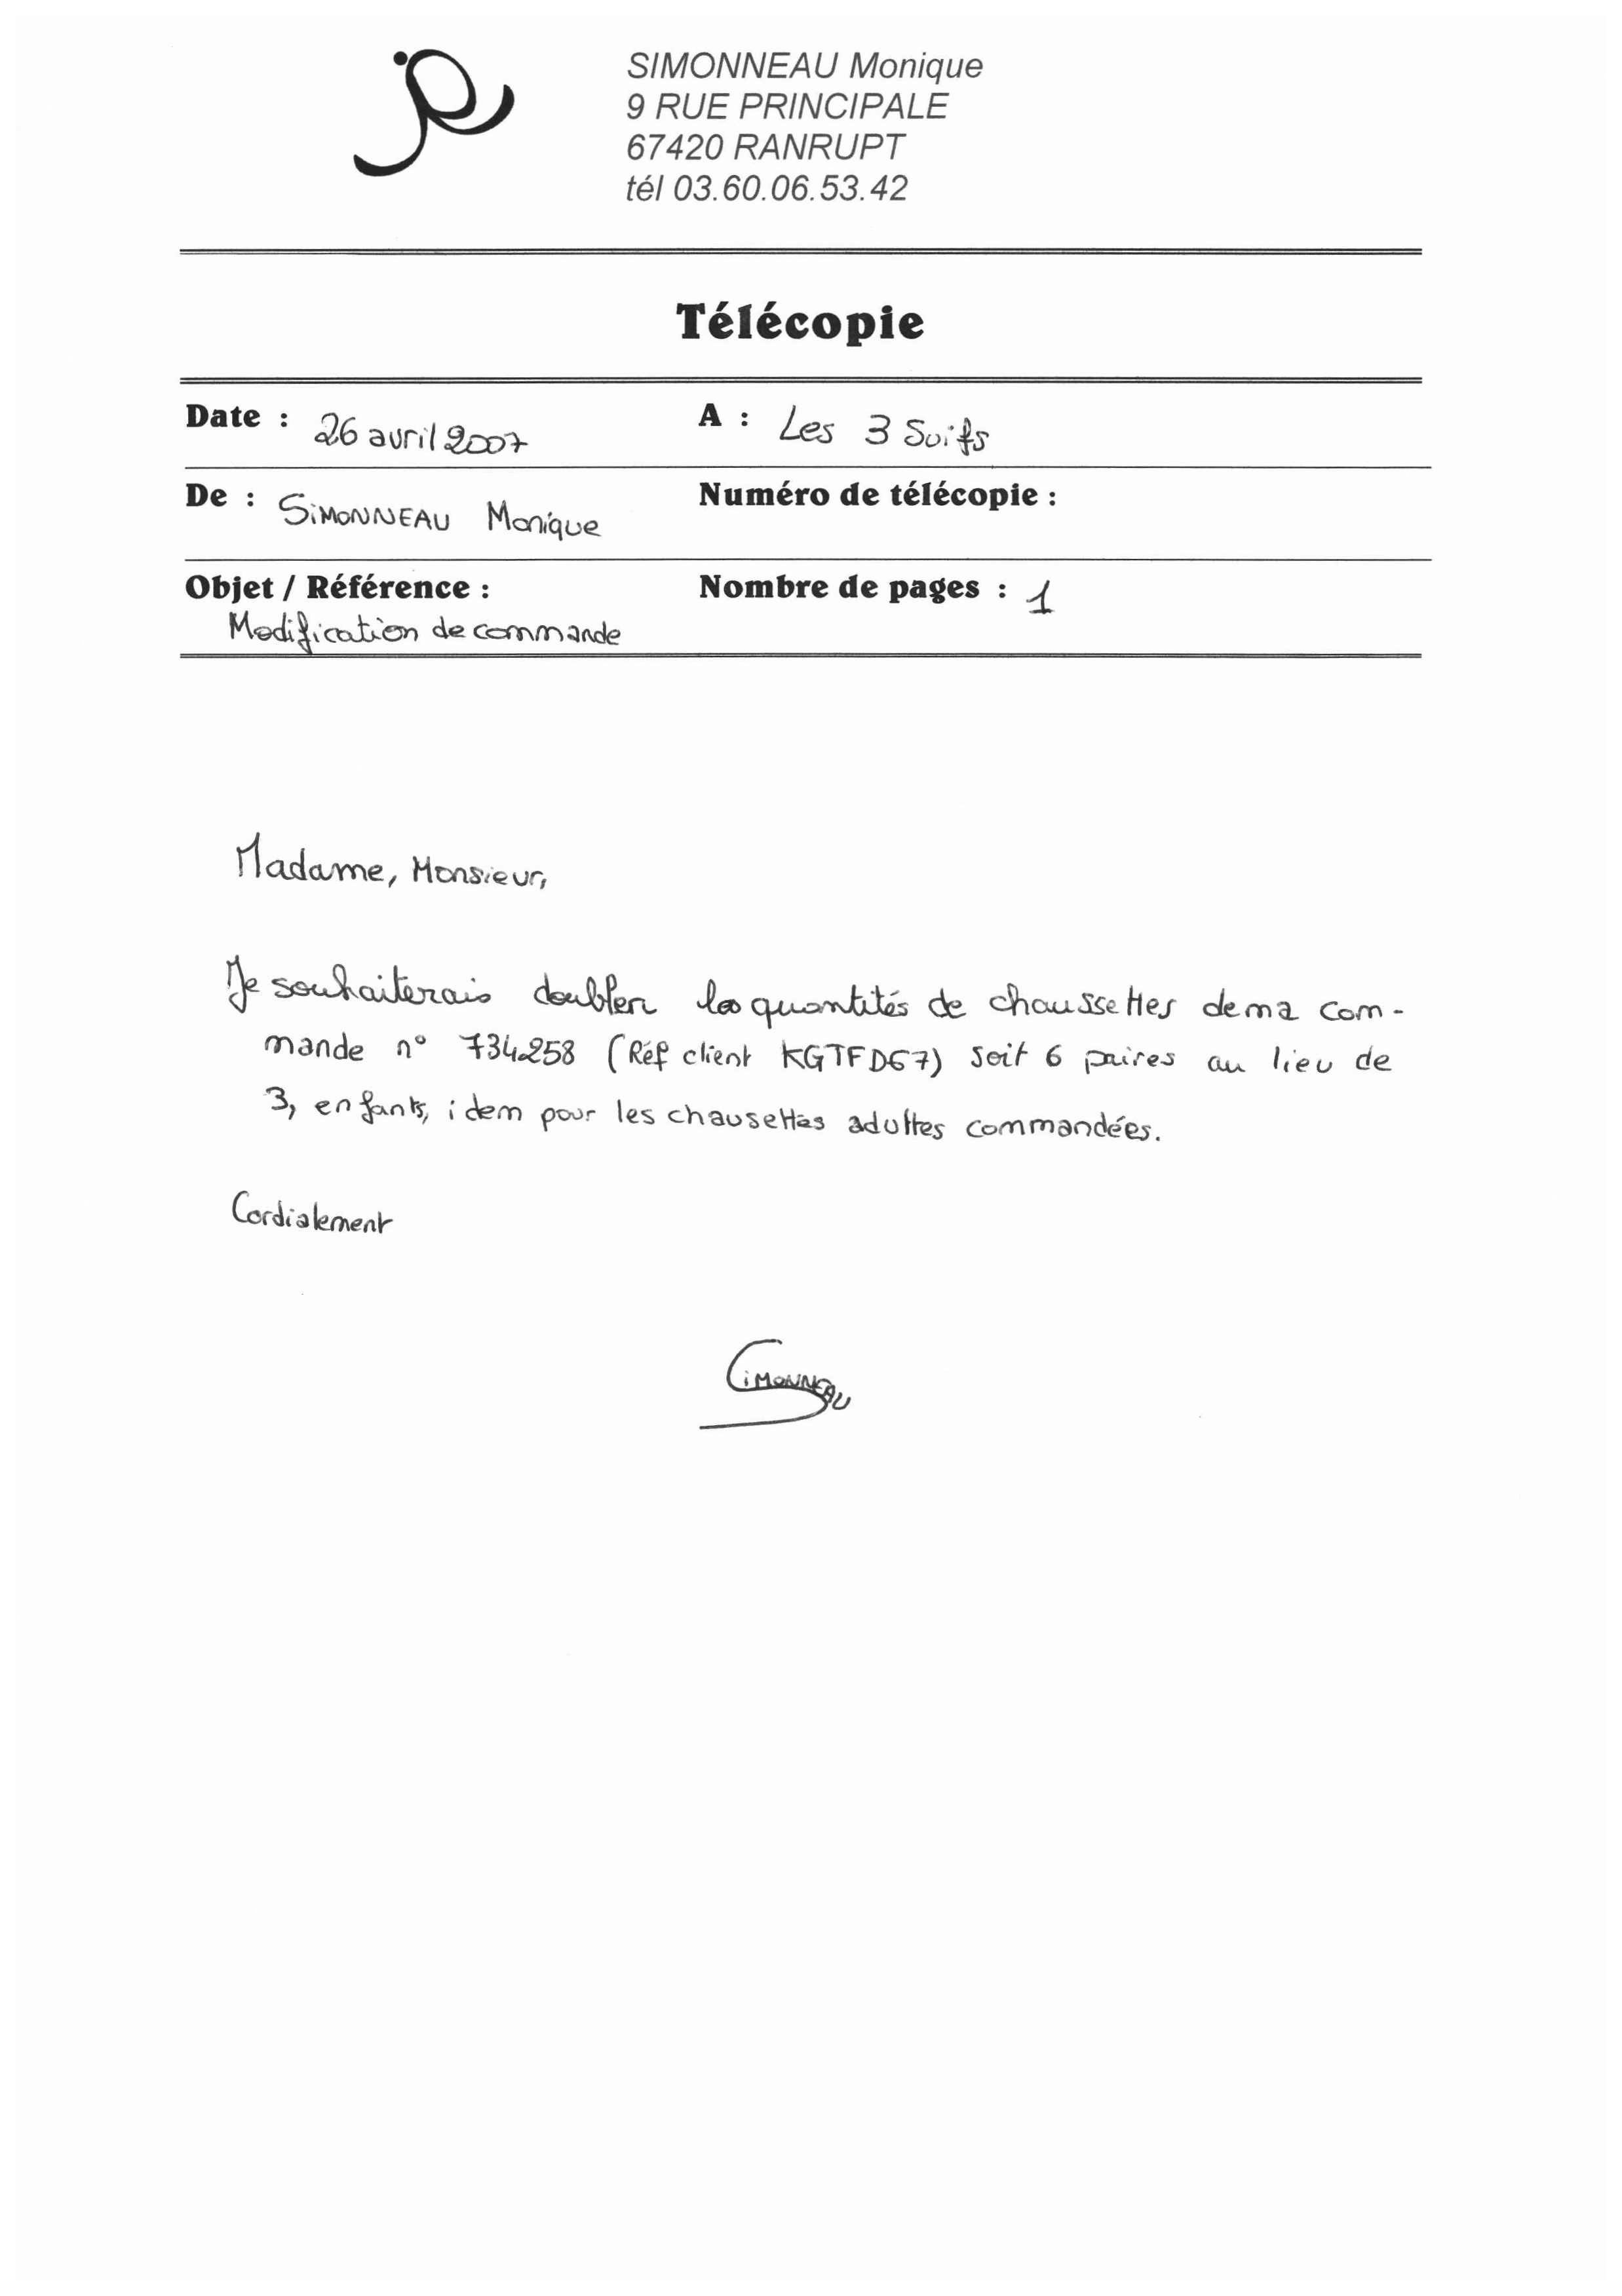 SIMONNEAU Monique
9 RUE PRINCIPALE
67420 RANRUPT
tél 03.60.06.53.42
Télécopie
Date : 26 avril 2007 A : Les 3 Suifs
De : SiMONNEAU Monique Numéro de télécopie :
Objet / Référence : Nombre de pages : 1
Modification de commande
Madame, Monsieur,
Je souhaiterais doubler les quantités de chaussettes de ma com-
mande n° 734258 (Réf client KGTFD67) soit 6 paires au lieu de
3, enfants, idem pour les chausettes adultes commandées.
Cordialement
SiMONNEAU